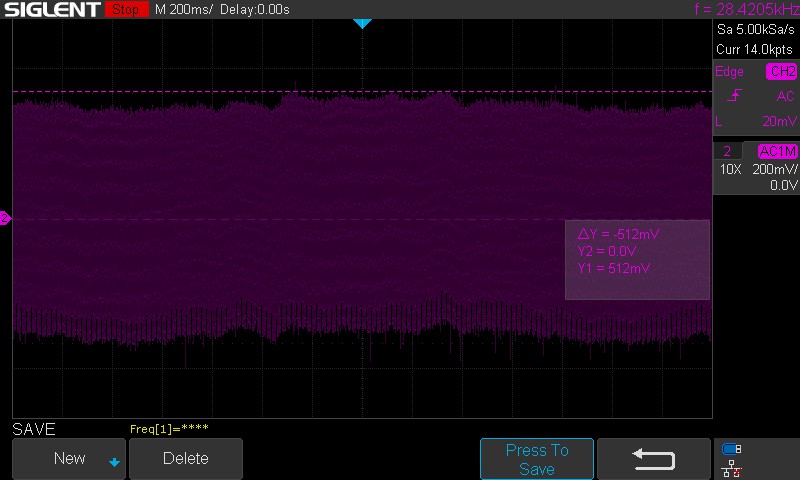 SIGLENT Stop M 200ms/ Delay:0.00s f = 28.4205kHz
Sa 5.00kSa/s
Curr 14.0kpts
Edge CH2
AC
L 20mV
2 AC1M
10X 200mV/
0.0V
2
ΔY = -512mV
Y2 = 0.0V
Y1 = 512mV
SAVE Freq[1]=****
New Delete Press To
Save